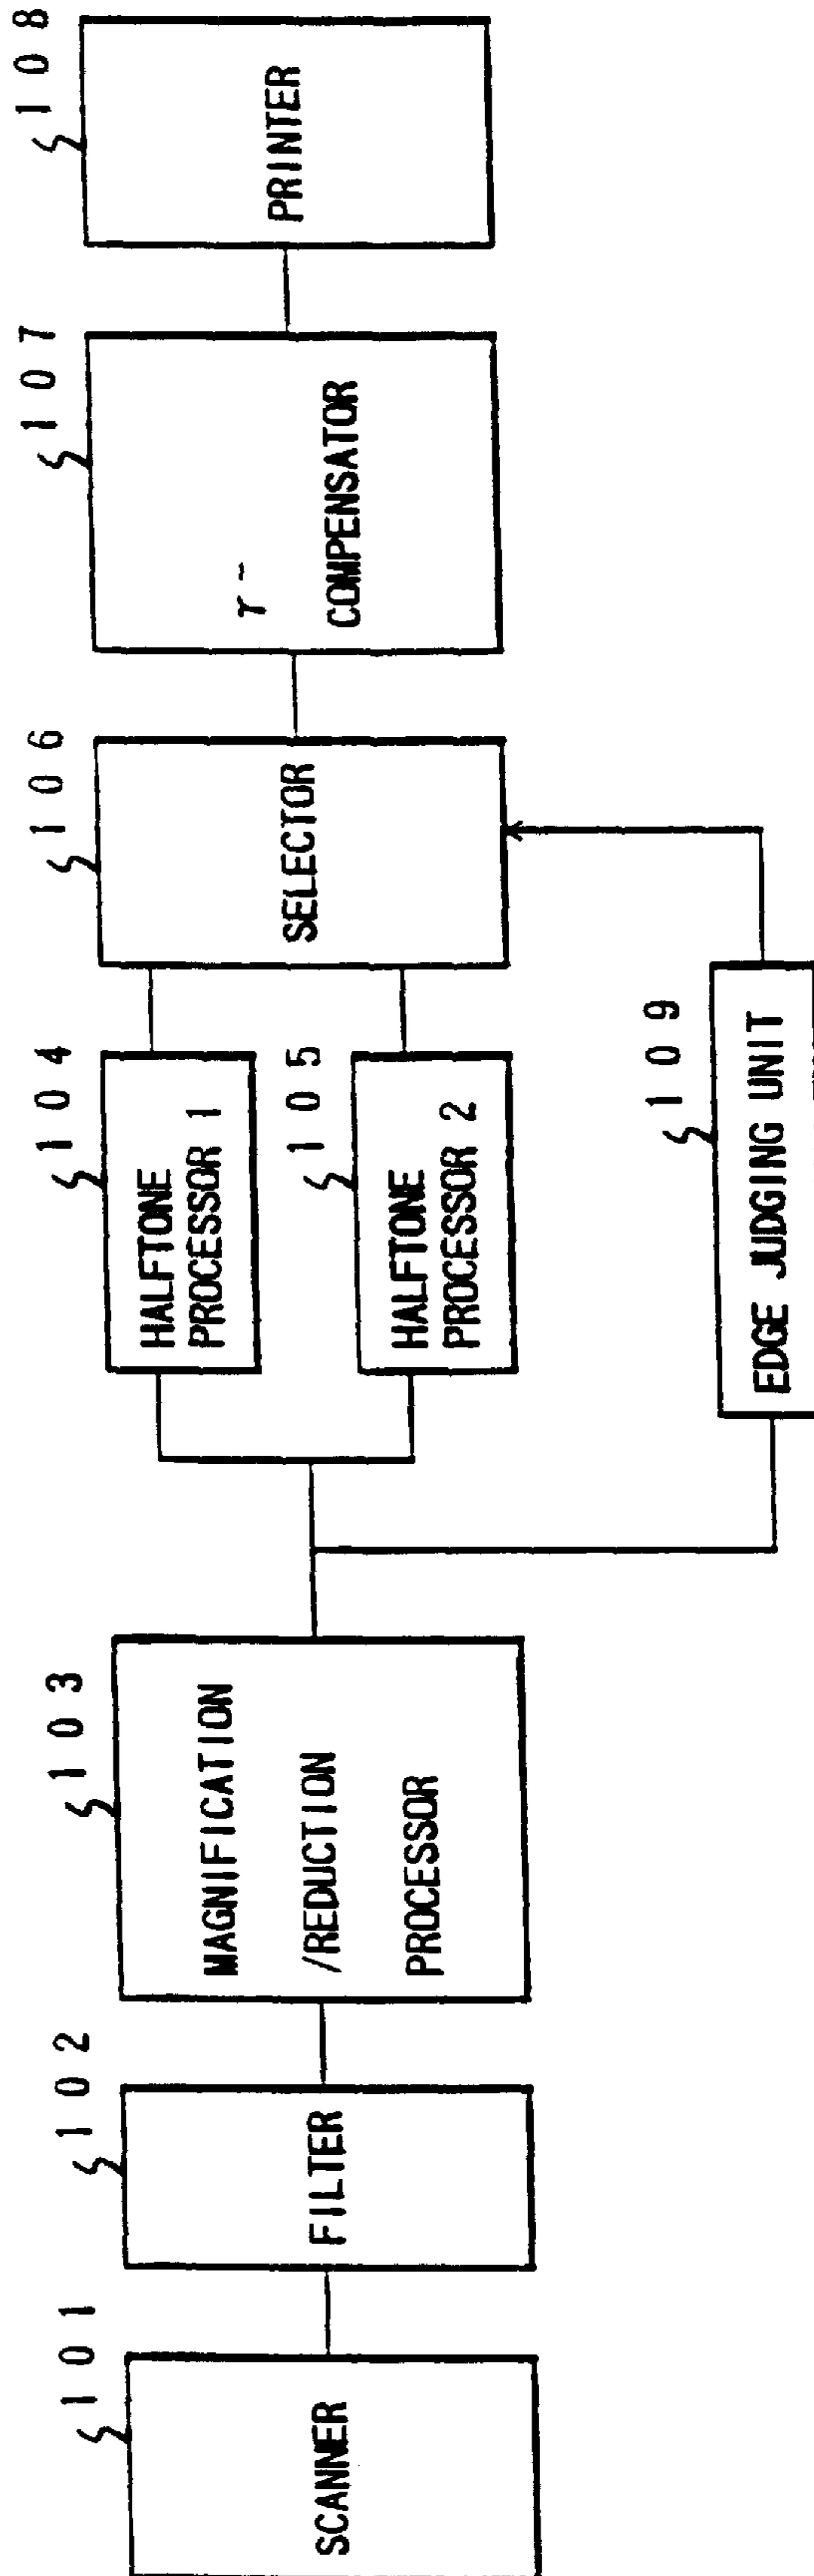 101
SCANNER
102
FILTER
103
MAGNIFICATION
/REDUCTION
PROCESSOR
104
HALFTONE
PROCESSOR 1
105
HALFTONE
PROCESSOR 2
106
SELECTOR
107
γ-
COMPENSATOR
108
PRINTER
109
EDGE JUDGING UNIT